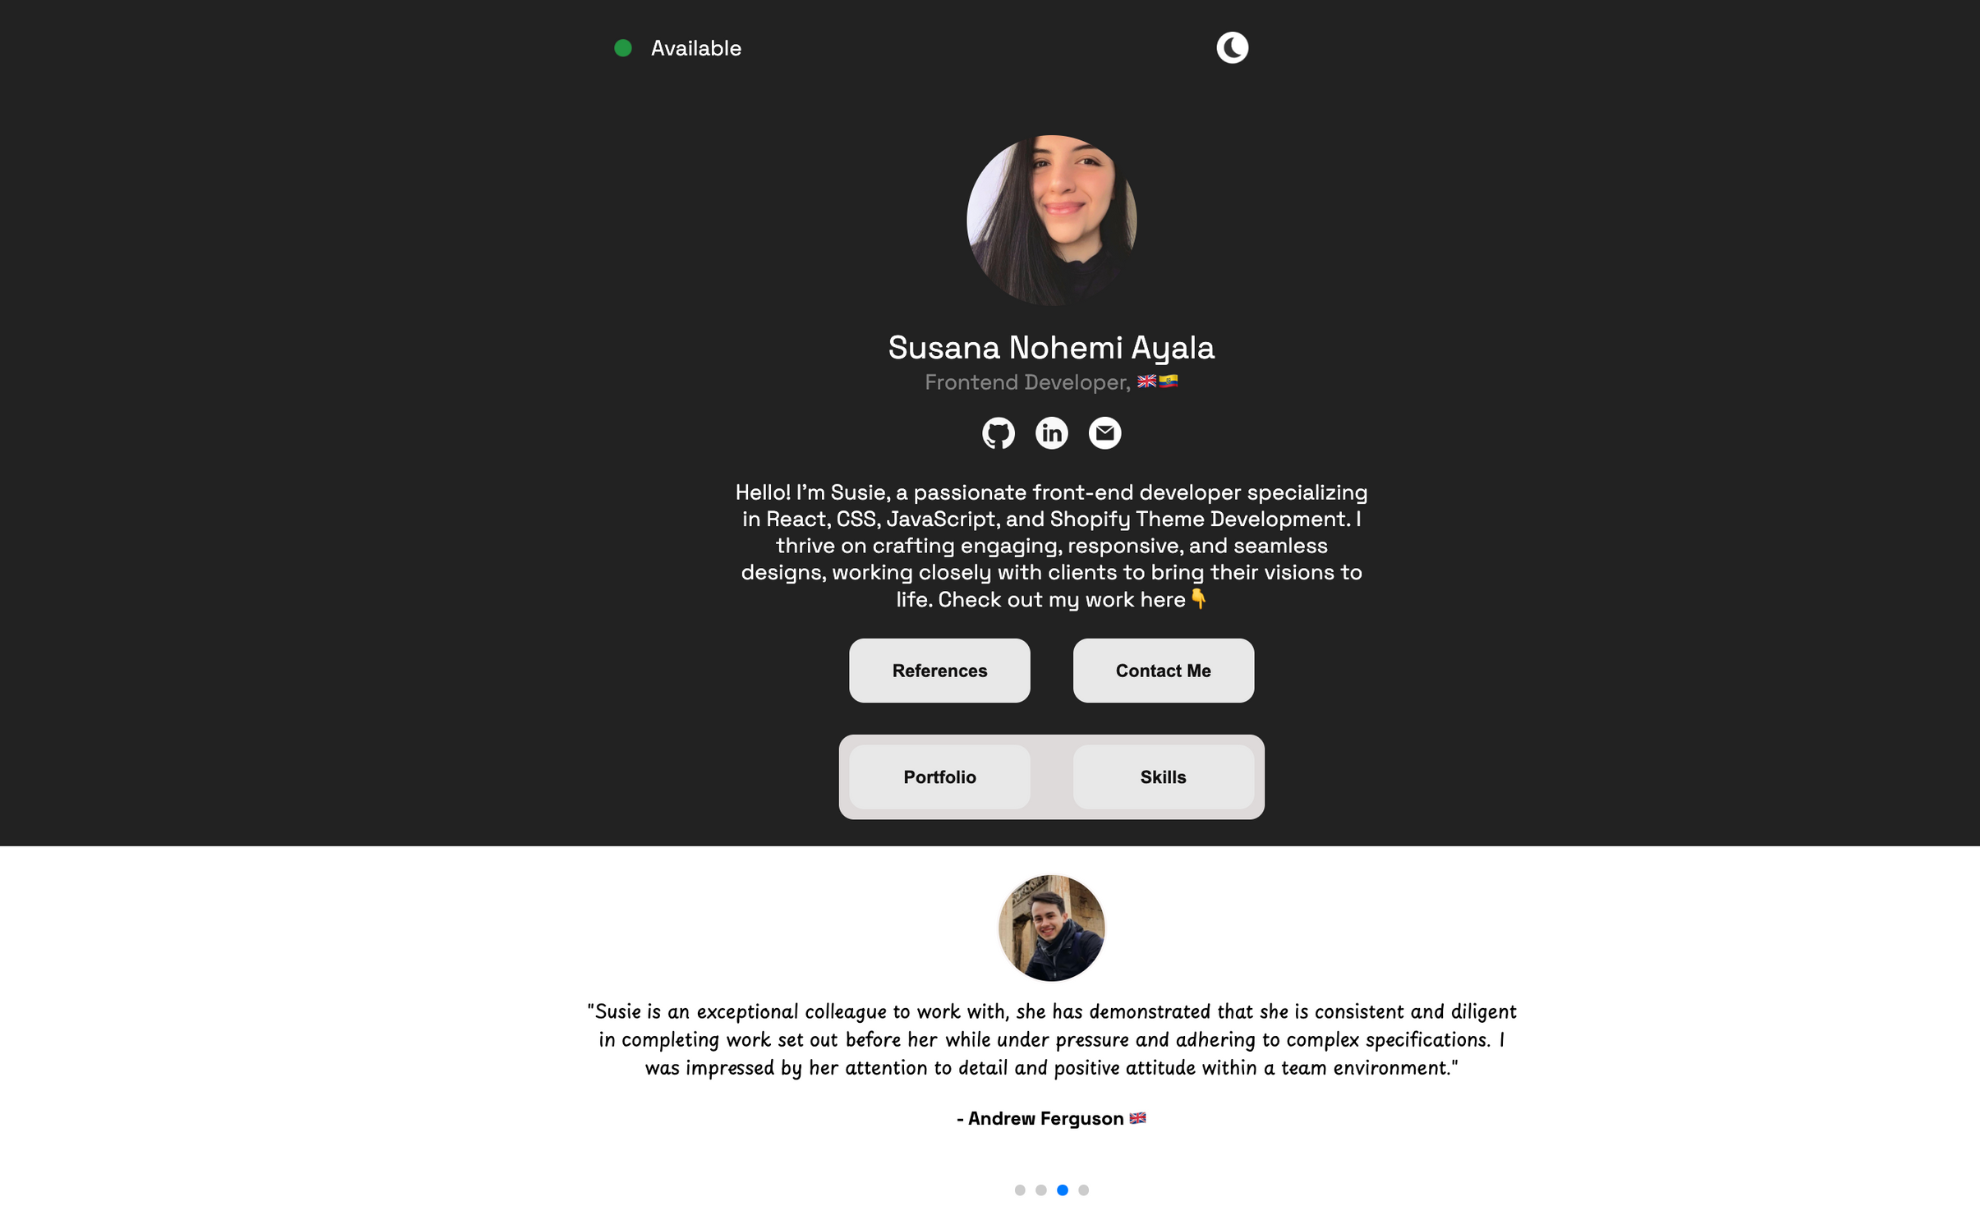 Available
Susana Nohemi Ayala
Frontend Developer, 🇬🇧🇪🇨
in
Hello! I'm Susie, a passionate front-end developer specializing
in React, CSS, JavaScript, and Shopify Theme Development. I
thrive on crafting engaging, responsive, and seamless
designs, working closely with clients to bring their visions to
life. Check out my work here👇
References
Contact Me
Portfolio
Skills
"Susie is an exceptional colleague to work with, she has demonstrated that she is consistent and diligent
in completing work set out before her while under pressure and adhering to complex specifications. I
was impressed by her attention to detail and positive attitude within a team environment."
- Andrew Ferguson 🇬🇧